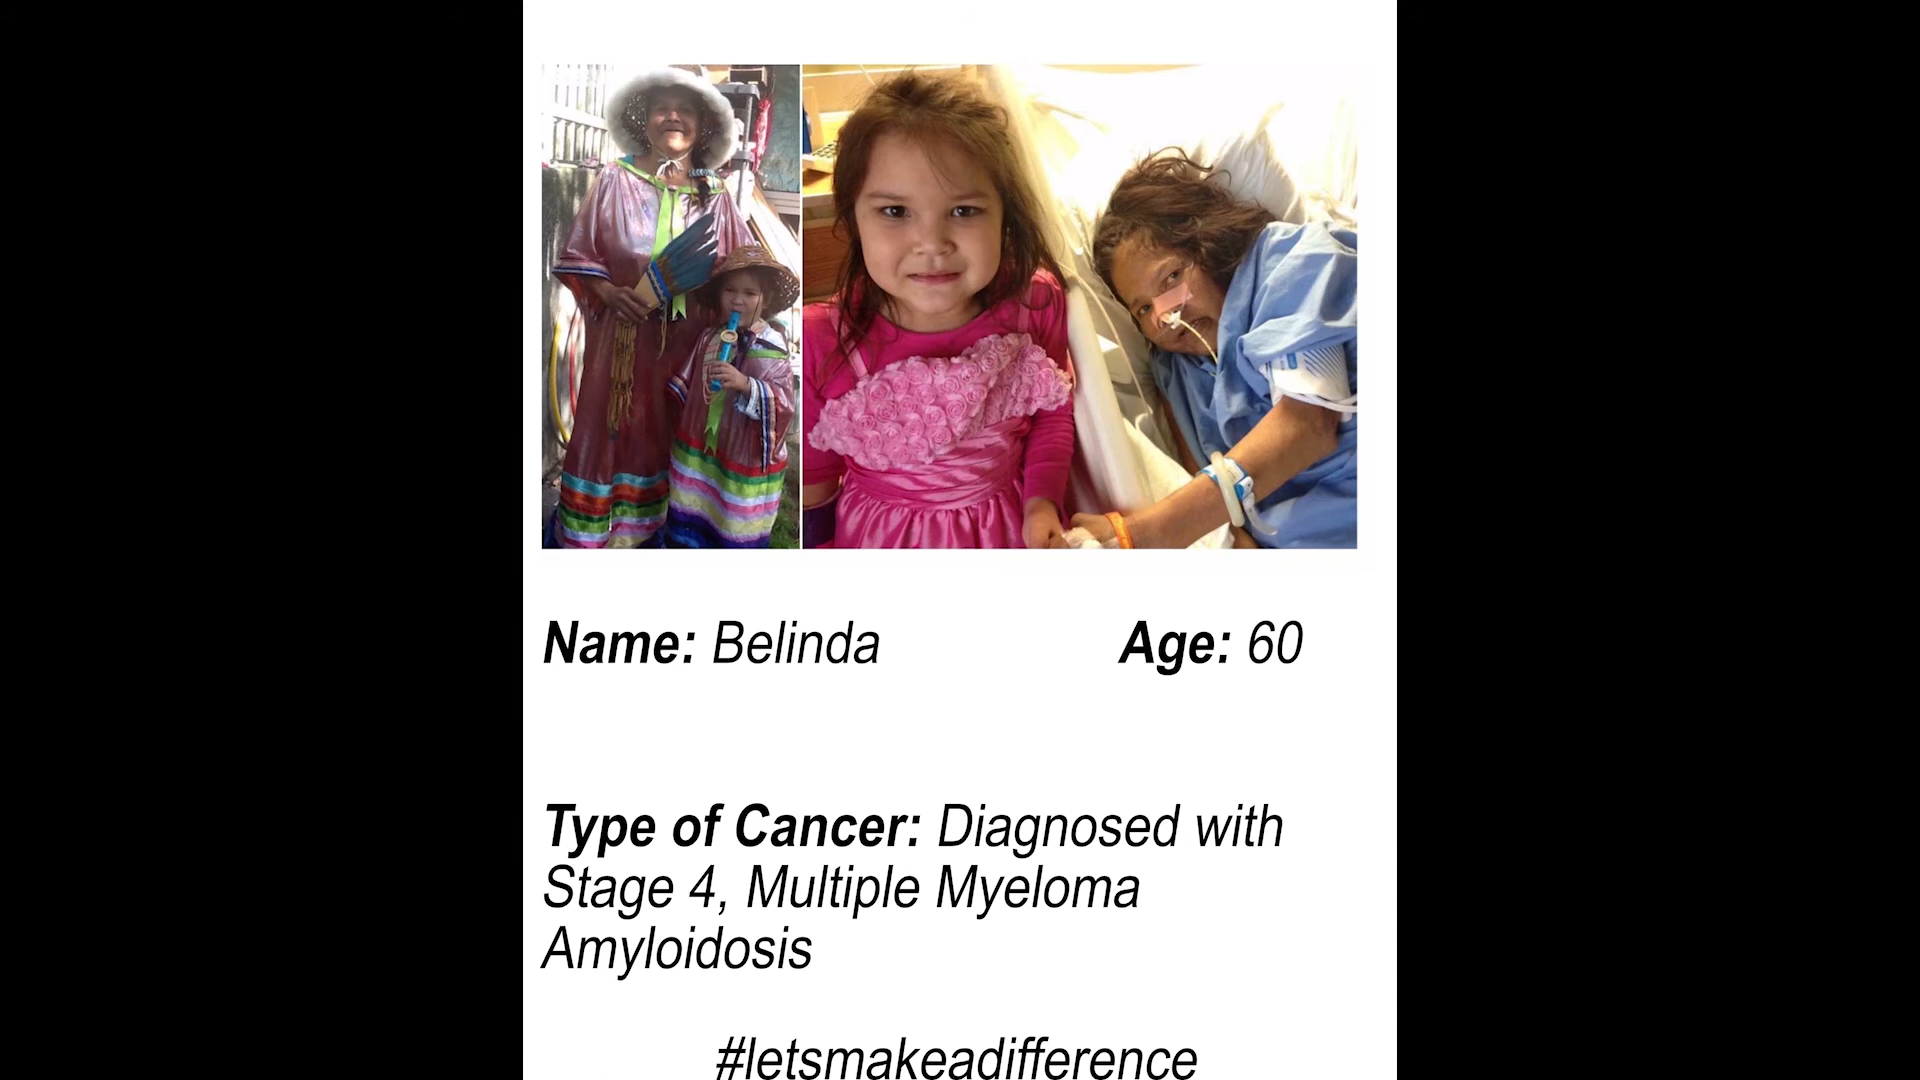 Name: Belinda Age: 60
Type of Cancer: Diagnosed with
Stage 4, Multiple Myeloma
Amyloidosis
#letsmakeadifference